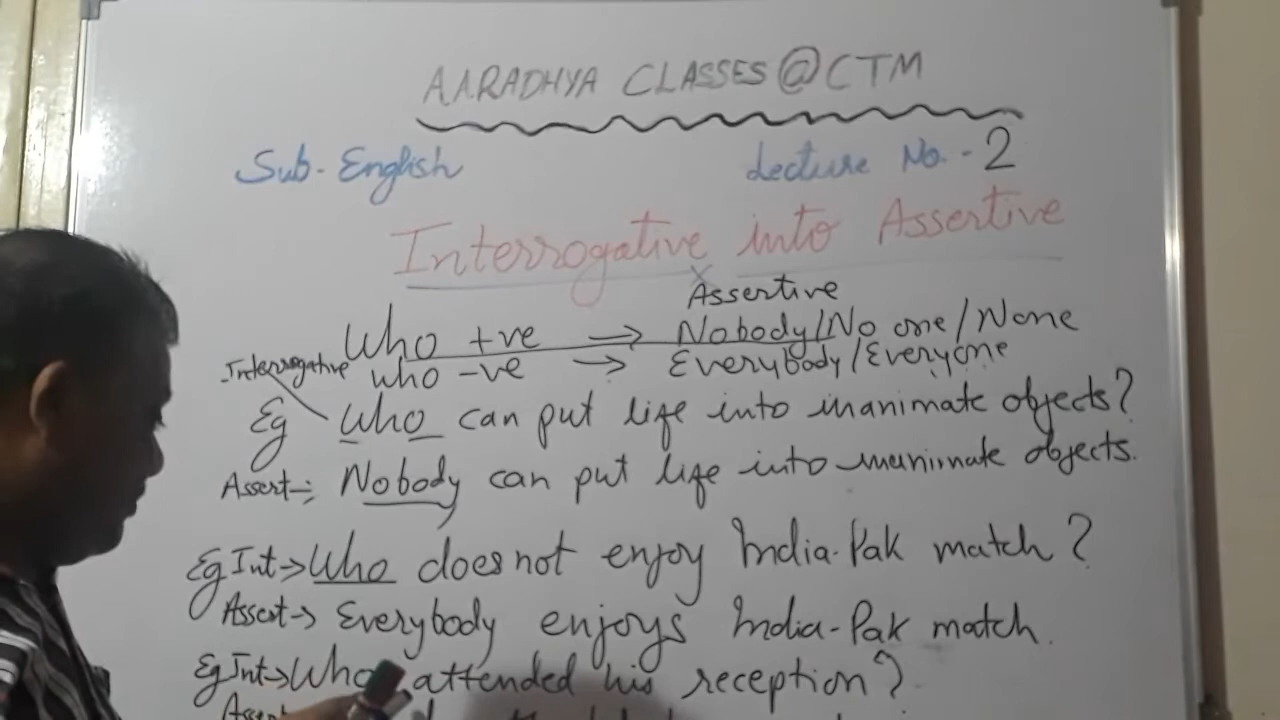 AARADHYA CLASSES@CTM
Sub- English Lecture No.- 2
Interrogative into Assertive
Assertive
Who +ve ⇒ Nobody/No one/None
Interrogative who -ve → Everybody/Everyone
Eg Who can put life into inanimate objects?
Assert-: Nobody can put life into inanimate objects.
Eg Int-> Who does not enjoy India-Pak match?
Assert-> Everybody enjoys India-Pak match.
Eg Int-> Who attended his reception?